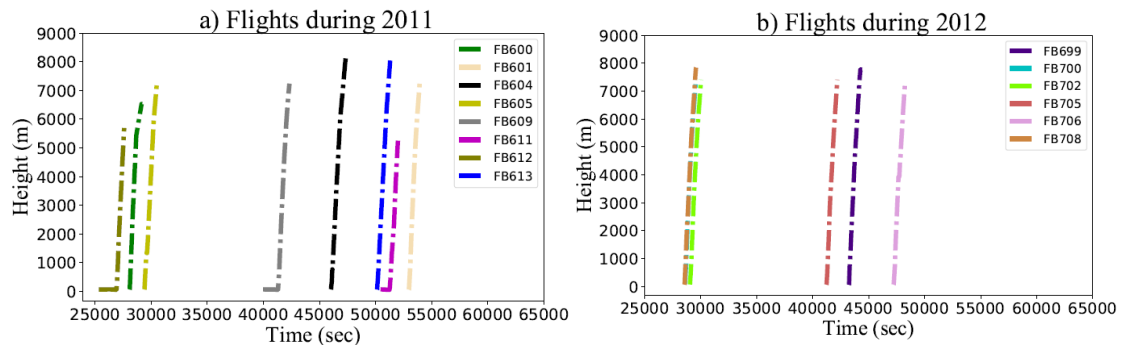 a) Flights during 2011
Height (m)
9000
8000
7000
6000
5000
4000
3000
2000
1000
0
25000 30000 35000 40000 45000 50000 55000 60000 65000
Time (sec)
FB600
FB601
FB604
FB605
FB609
FB611
FB612
FB613
b) Flights during 2012
Height (m)
9000
8000
7000
6000
5000
4000
3000
2000
1000
0
25000 30000 35000 40000 45000 50000 55000 60000 65000
Time (sec)
FB699
FB700
FB702
FB705
FB706
FB708